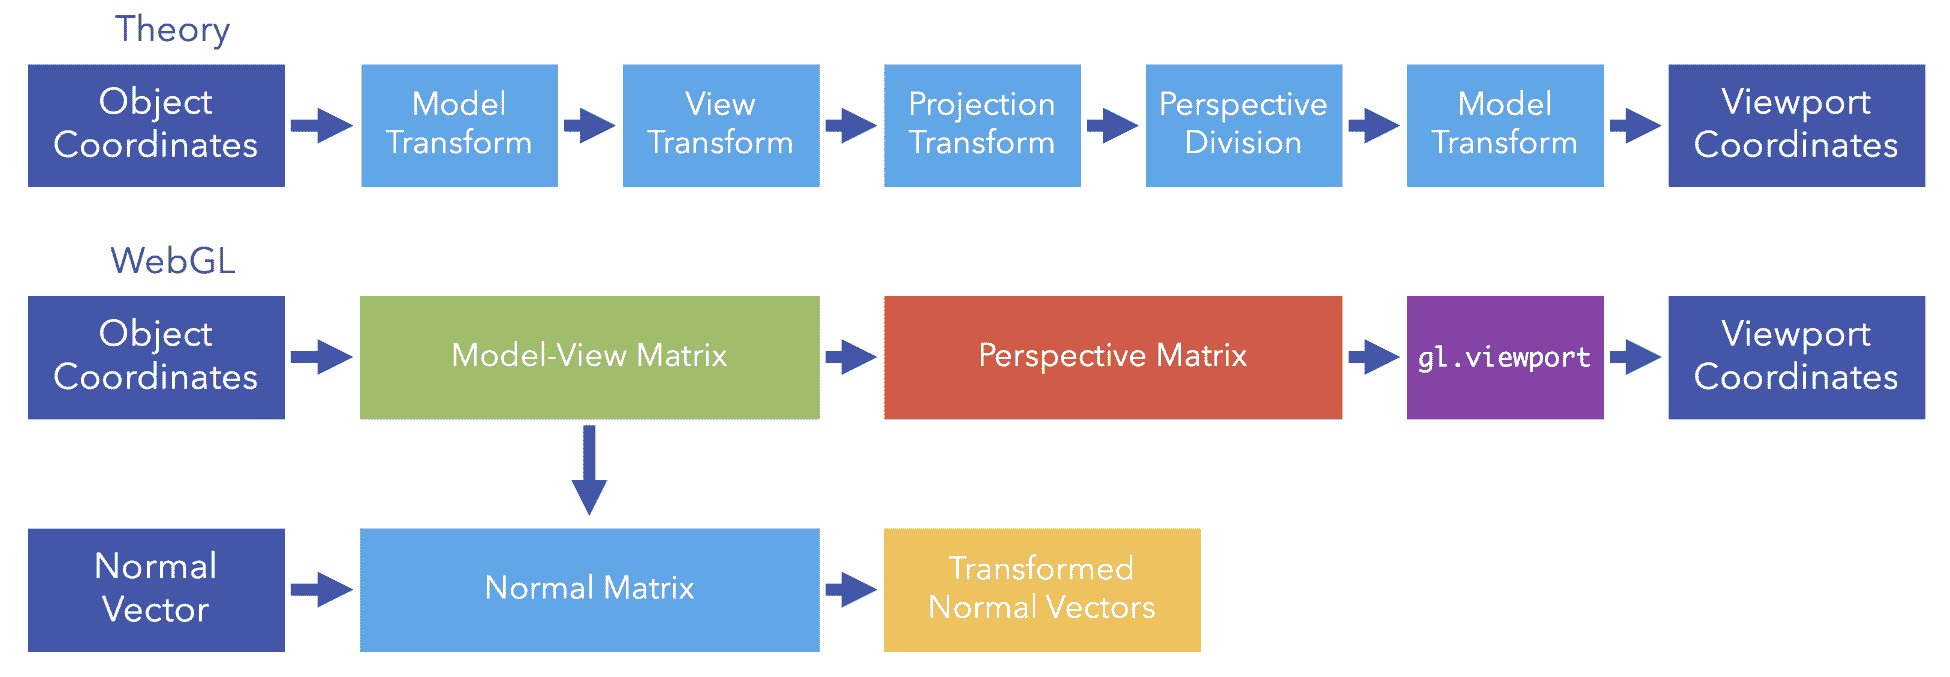 Theory
Object
Coordinates
Model
Transform
View
Transform
Projection
Transform
Perspective
Division
Model
Transform
Viewport
Coordinates
WebGL
Object
Coordinates
Model-View Matrix
Perspective Matrix
gl.viewport
Viewport
Coordinates
Normal
Vector
Normal Matrix
Transformed
Normal Vectors